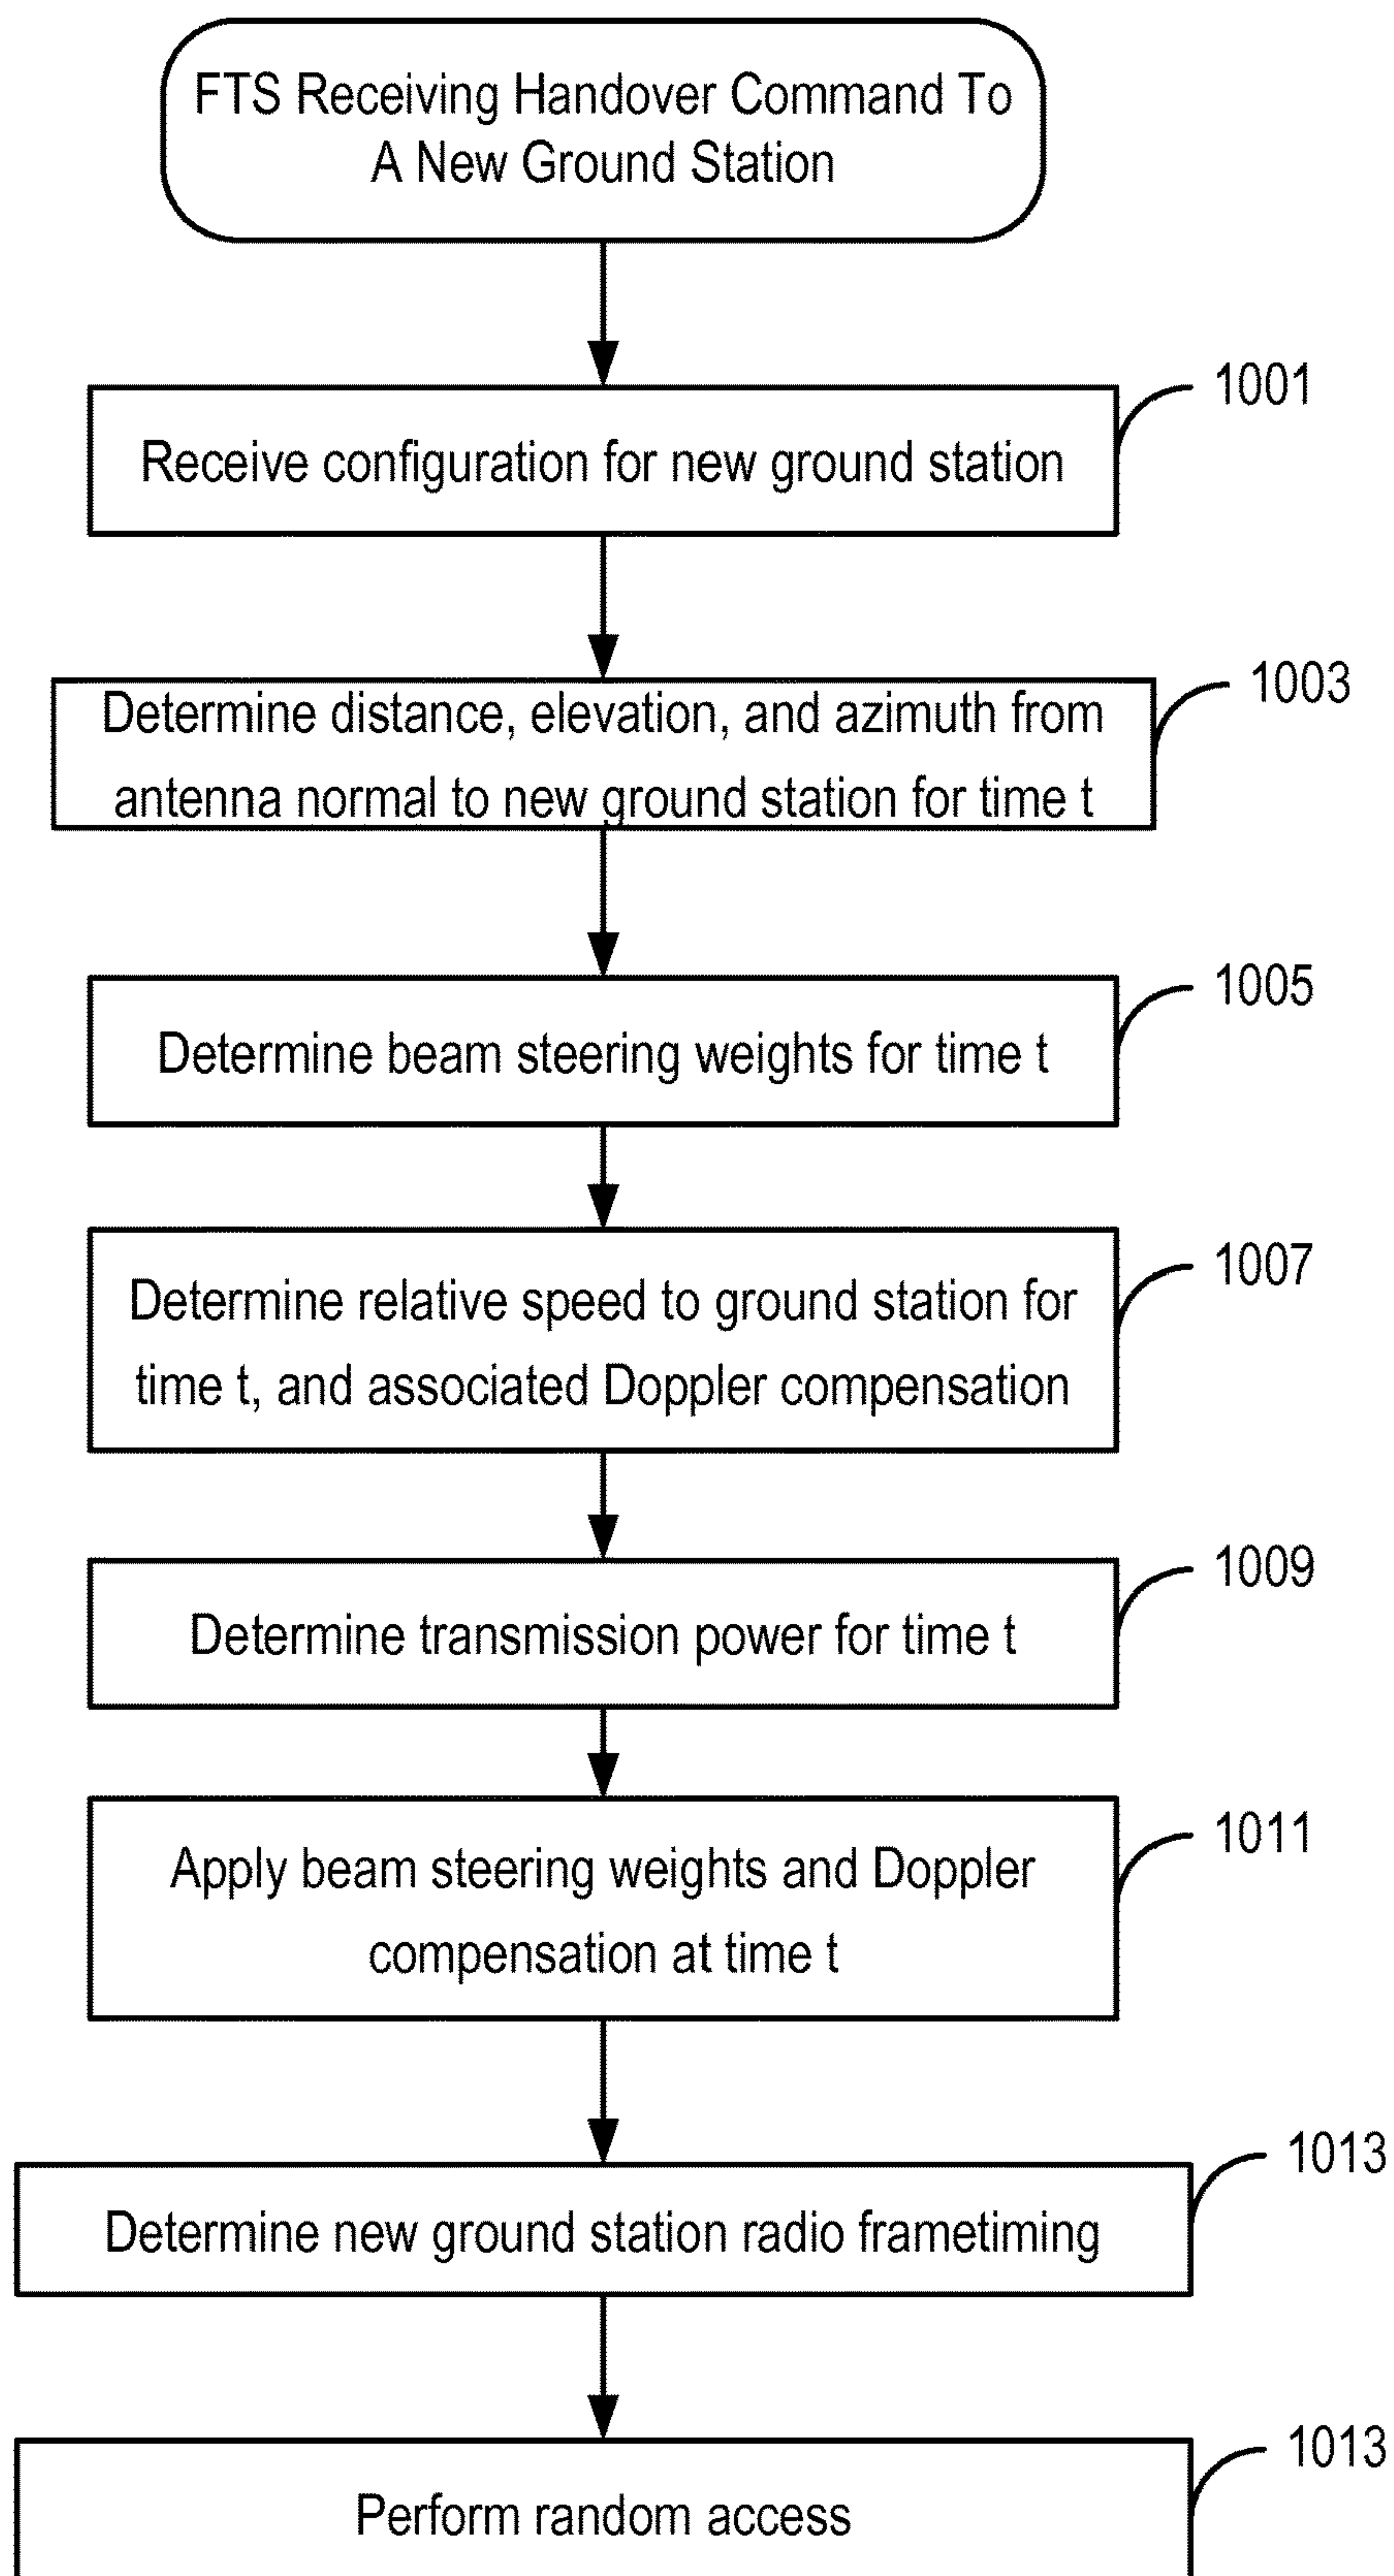 FTS Receiving Handover Command To
A New Ground Station
1001
Receive configuration for new ground station
1003
Determine distance, elevation, and azimuth from
antenna normal to new ground station for time t
1005
Determine beam steering weights for time t
1007
Determine relative speed to ground station for
time t, and associated Doppler compensation
1009
Determine transmission power for time t
1011
Apply beam steering weights and Doppler
compensation at time t
1013
Determine new ground station radio frametiming
1013
Perform random access